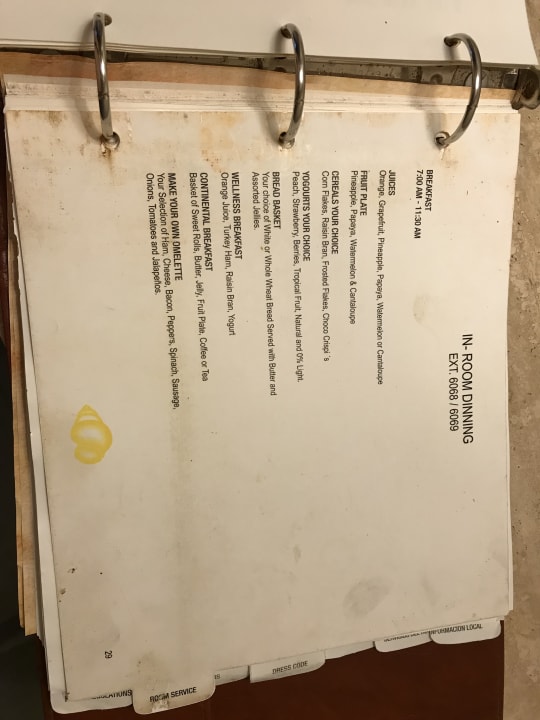 IN- ROOM DINNING
EXT. 6068 / 6069
BREAKFAST
7:00 AM - 11:30 AM
JUICES
Orange, Grapefruit, Pineapple, Papaya, Watermelon or Cantaloupe
FRUIT PLATE
Pineapple, Papaya, Watermelon & Cantaloupe
CEREALS YOUR CHOICE
Corn Flakes, Raisin Bran, Frosted Flakes, Choco Crispi´s
YOGOURTS YOUR CHOICE
Peach, Strawberry, Berries, Tropical Fruit, Natural and 0% Light.
BREAD BASKET
Your choice of White or Whole Wheat Bread Served with Butter and
Assorted Jellies.
WELLNESS BREAKFAST
Orange Juice, Turkey Ham, Raisin Bran, Yogurt
CONTINENTAL BREAKFAST
Basket of Sweet Rolls, Butter, Jelly, Fruit Plate, Coffee or Tea
MAKE YOUR OWN OMELETTE
Your Selection of Ham, Cheese, Bacon, Peppers, Spinach, Sausage,
Onions, Tomatoes and Jalapeños.
29
INFORMACION LOCAL
DRESS CODE
ROOM SERVICE